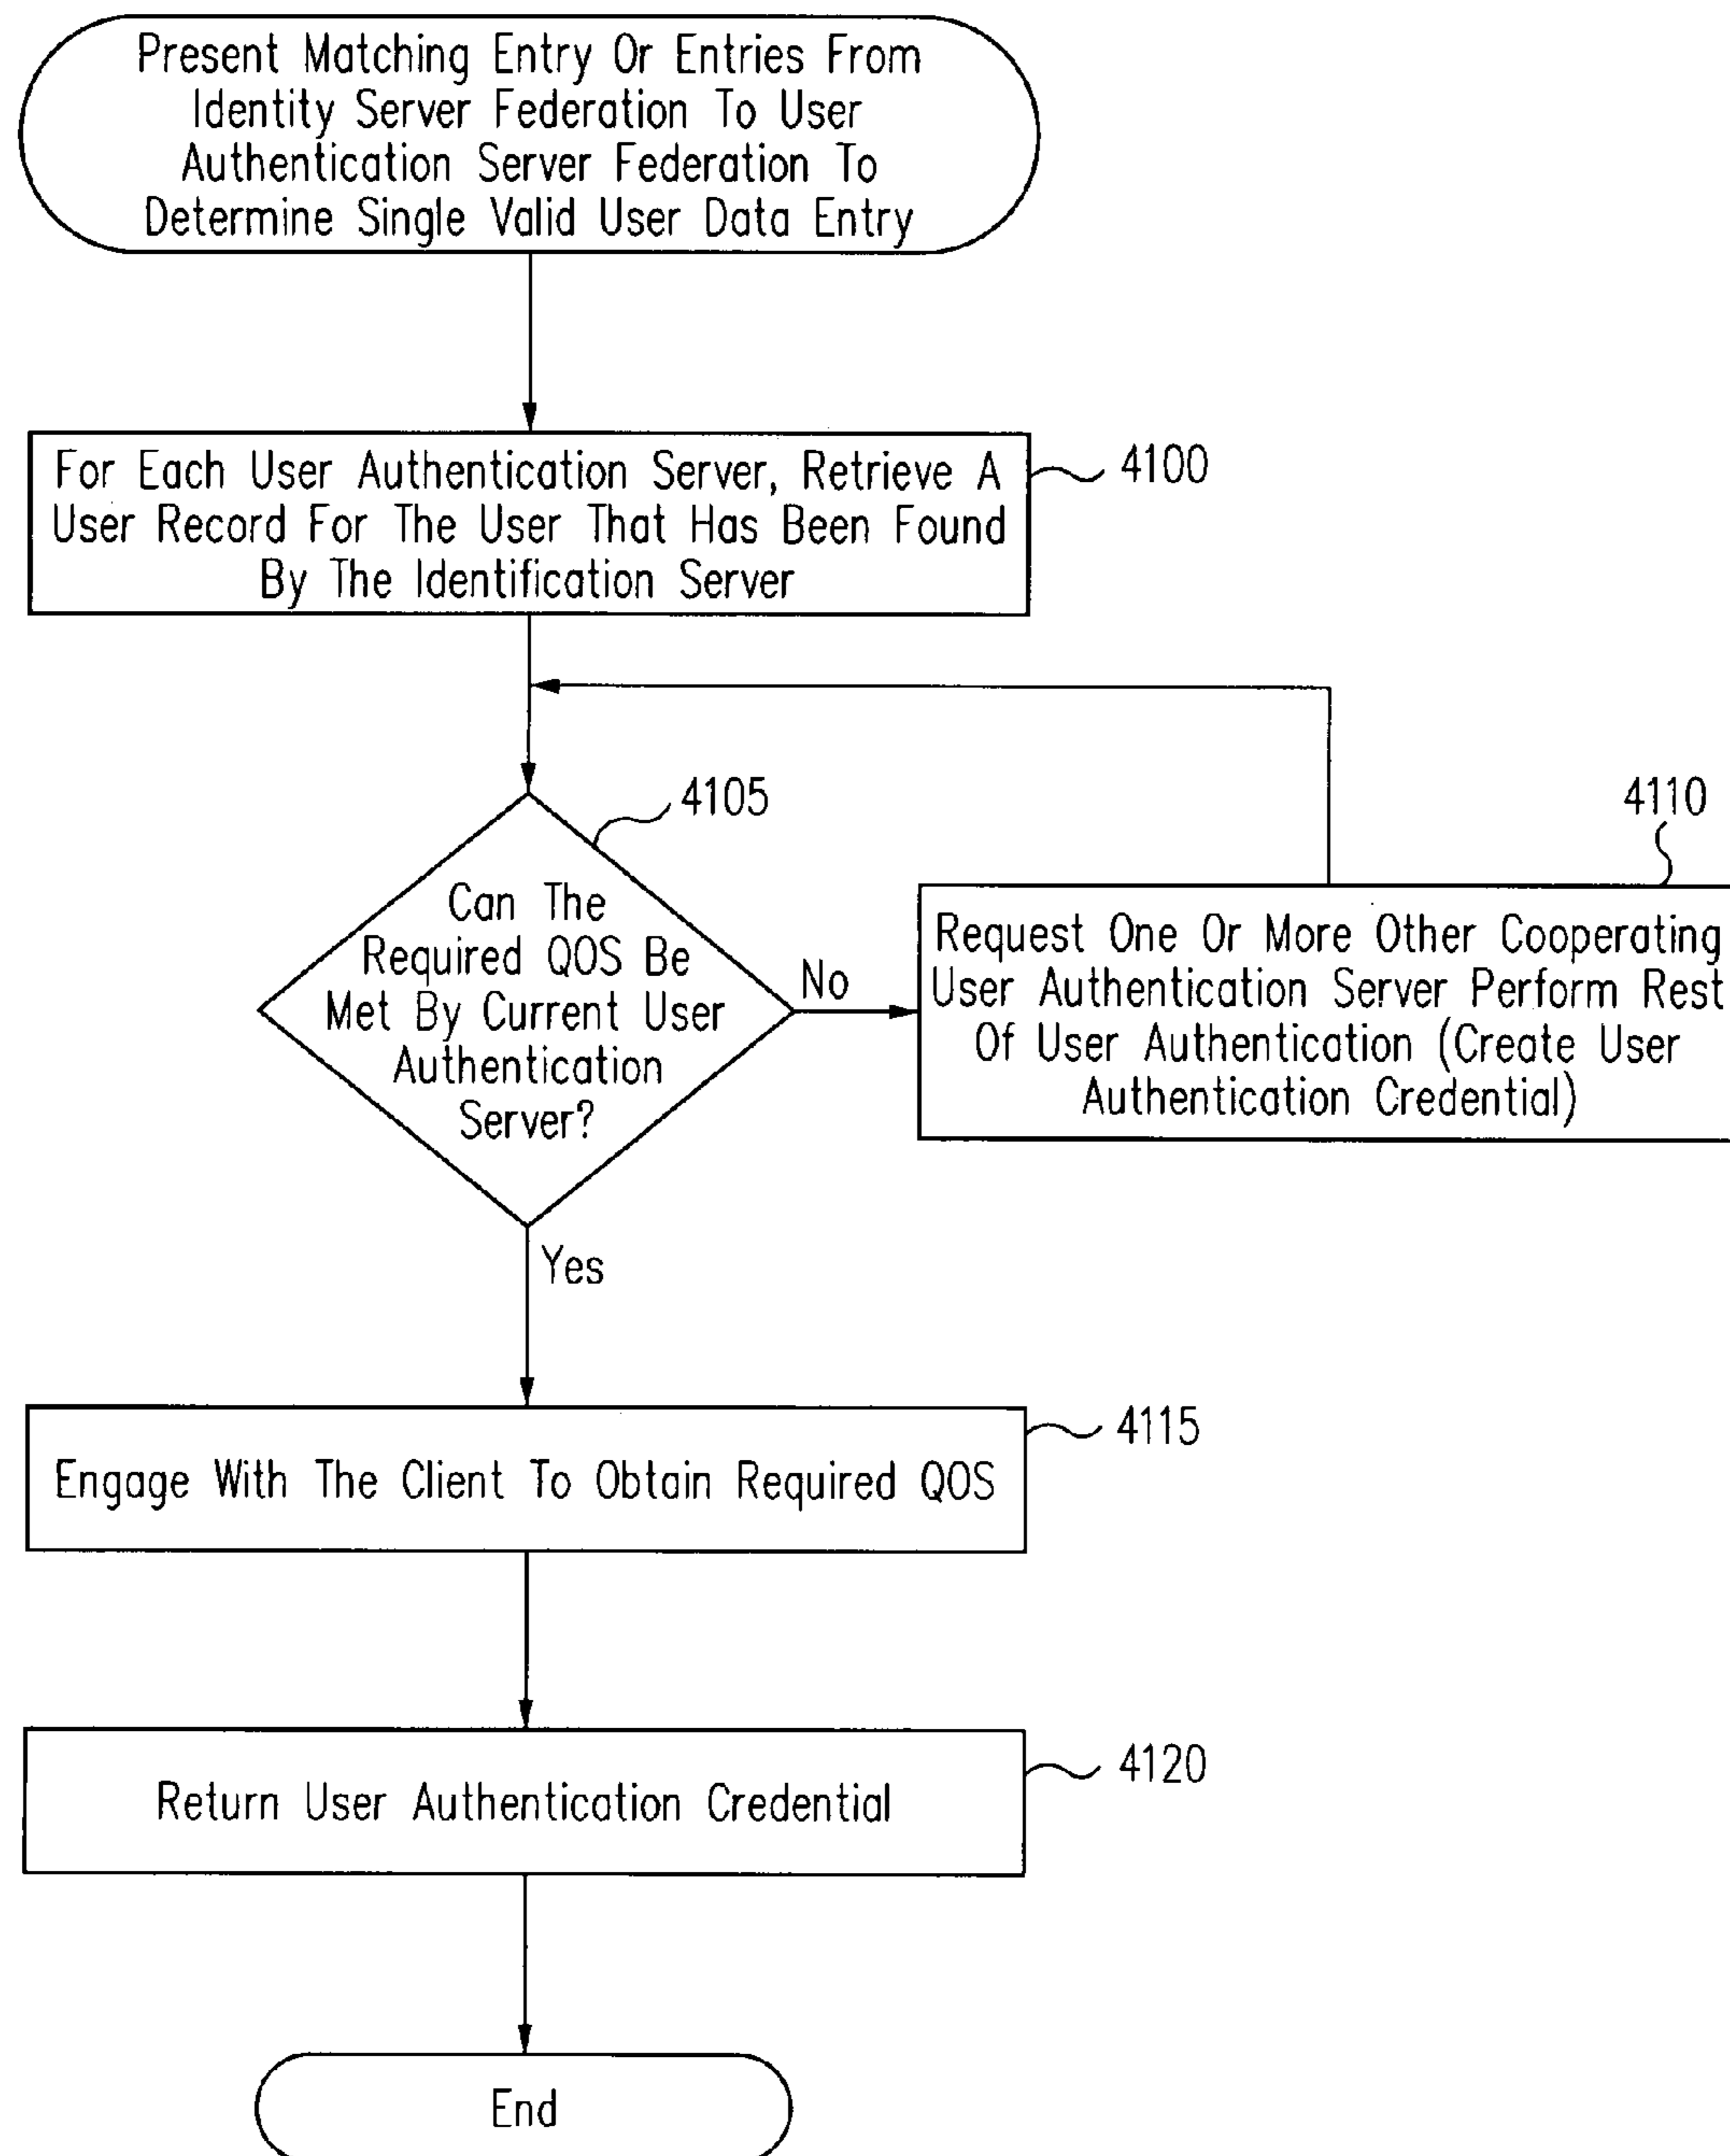 Present Matching Entry Or Entries From
Identity Server Federation To User
Authentication Server Federation To
Determine Single Valid User Data Entry
For Each User Authentication Server, Retrieve A
User Record For The User That Has Been Found
By The Identification Server
4100
4105
Can The
Required QOS Be
Met By Current User
Authentication
Server?
No
4110
Request One Or More Other Cooperating
User Authentication Server Perform Rest
Of User Authentication (Create User
Authentication Credential)
Yes
Engage With The Client To Obtain Required QOS
4115
Return User Authentication Credential
4120
End